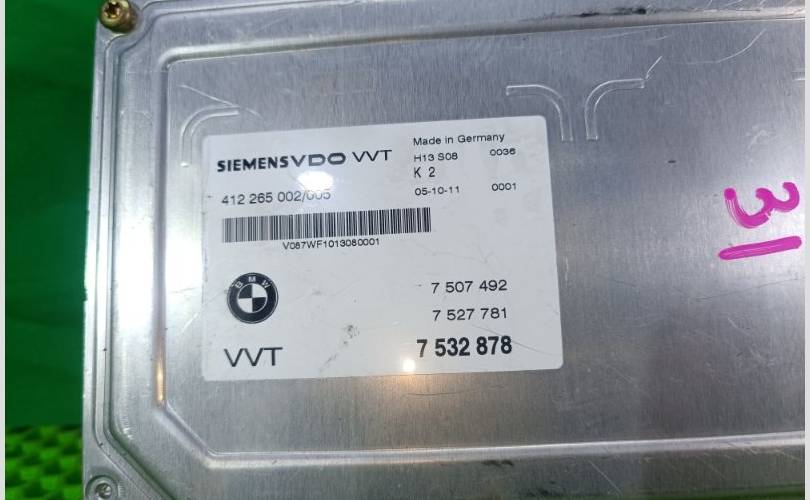 SIEMENSVDO VVT
Made in Germany
H13 S08 0036
K 2
412 265 002/005
05-10-11 0001
V087WF1013080001
BMW
7 507 492
7 527 781
VVT 7 532 878
31